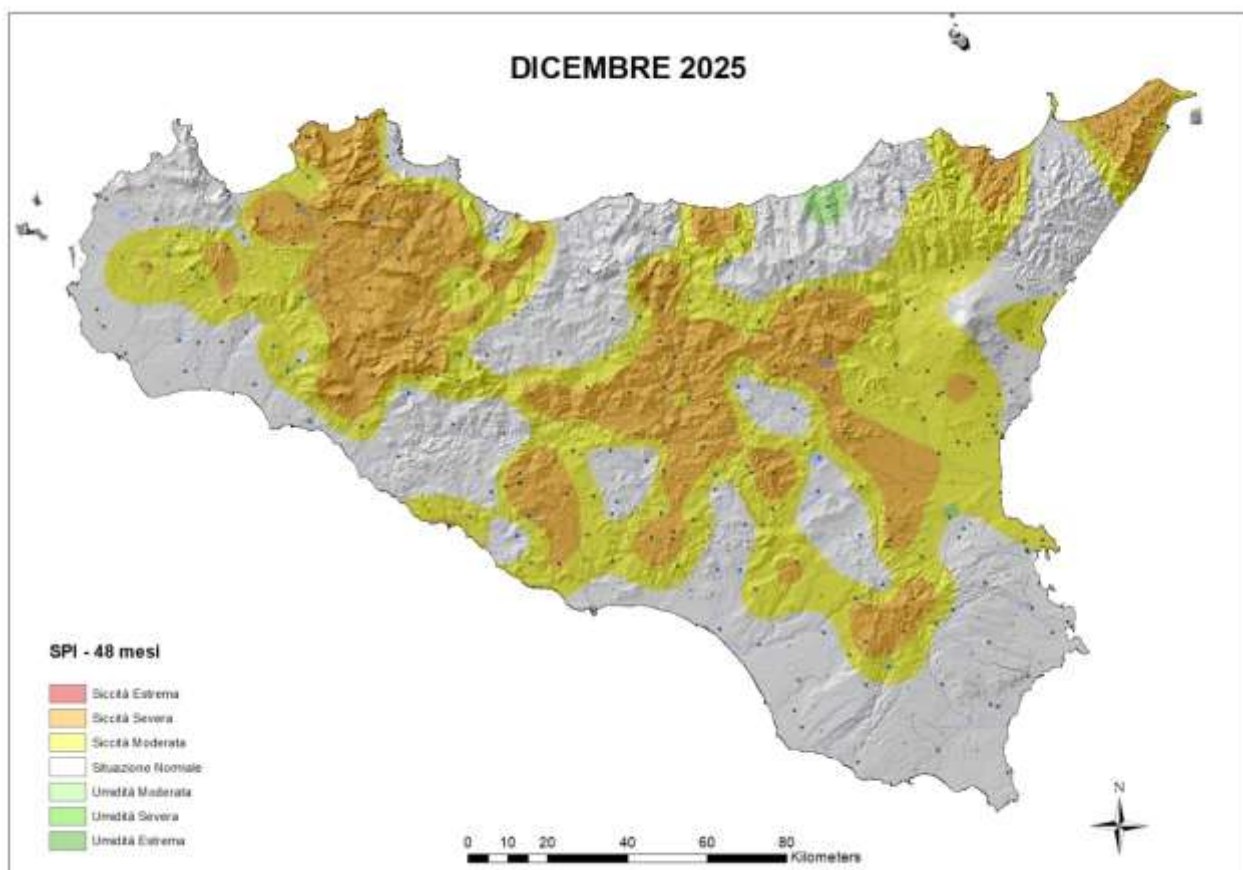 DICEMBRE 2025
SPI - 48 mesi
Siccità Estrema
Siccità Severa
Siccità Moderata
Situazione Normale
Umidità Moderata
Umidità Severa
Umidità Estrema
0 10 20 40 60 80
Kilometers
N